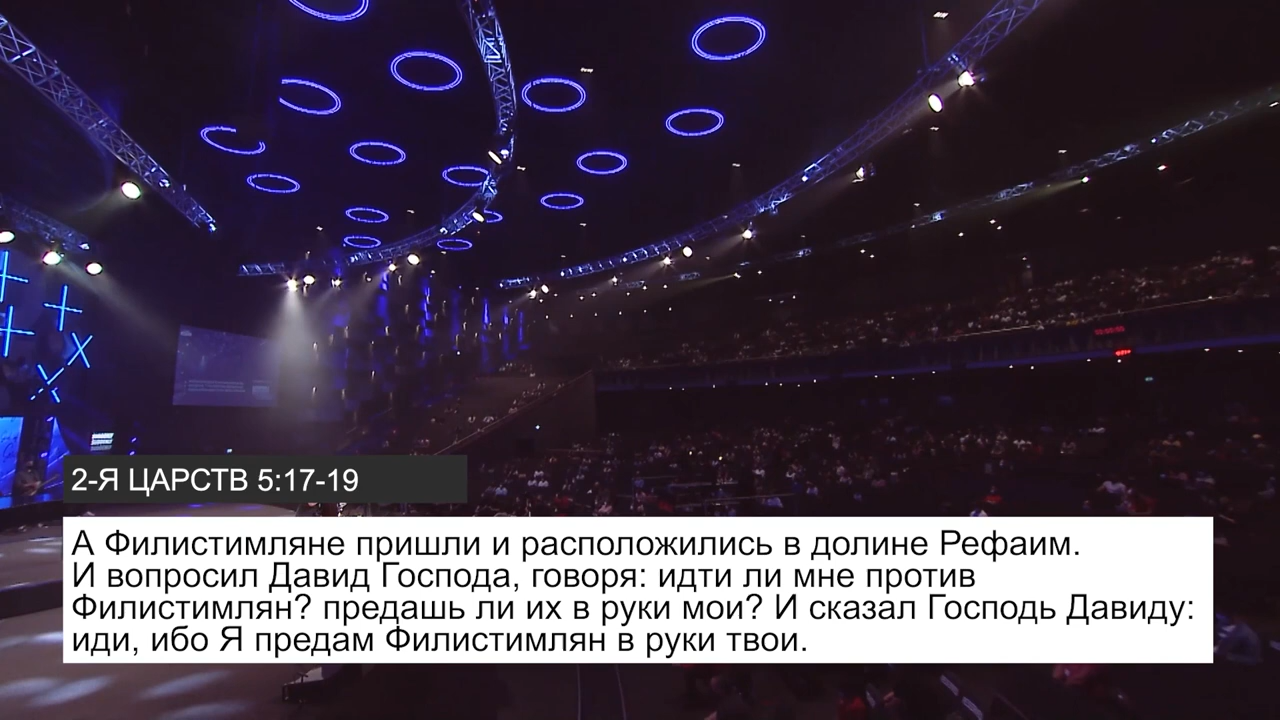 2-Я ЦАРСТВ 5:17-19
А Филистимляне пришли и расположились в долине Рефаим.
И вопросил Давид Господа, говоря: идти ли мне против
Филистимлян? предашь ли их в руки мои? И сказал Господь Давиду:
иди, ибо Я предам Филистимлян в руки твои.